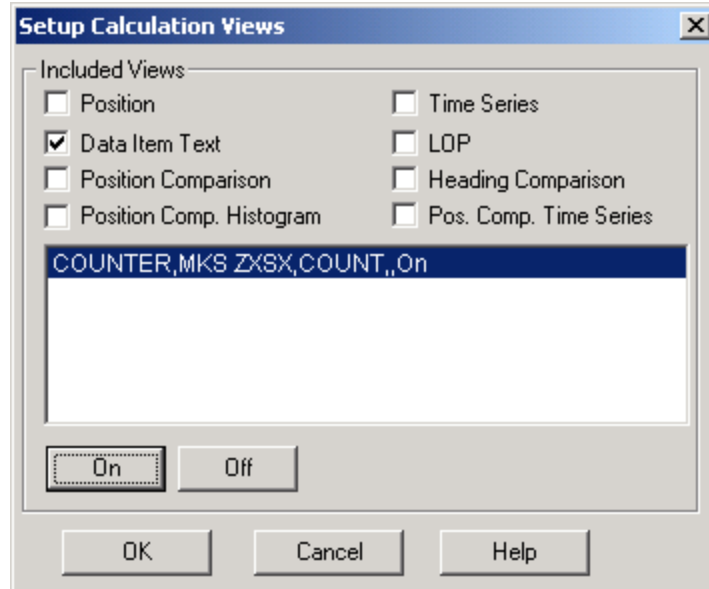 Setup Calculation Views
Included Views
Position
Time Series
Data Item Text
LOP
Position Comparison
Heading Comparison
Position Comp. Histogram
Pos. Comp. Time Series
COUNTER,MKS ZXSX,COUNT,,On
On
Off
OK
Cancel
Help